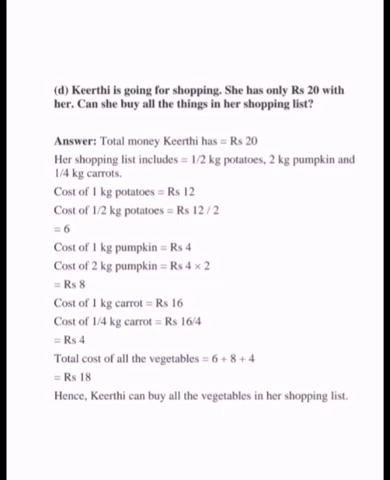 (d) Keerthi is going for shopping. She has only Rs 20 with
her. Can she buy all the things in her shopping list?
Answer: Total money Keerthi has = Rs 20
Her shopping list includes = 1/2 kg potatoes, 2 kg pumpkin and
1/4 kg carrots.
Cost of 1 kg potatoes = Rs 12
Cost of 1/2 kg potatoes = Rs 12 / 2
= 6
Cost of 1 kg pumpkin = Rs 4
Cost of 2 kg pumpkin = Rs 4 × 2
= Rs 8
Cost of 1 kg carrot = Rs 16
Cost of 1/4 kg carrot = Rs 16/4
= Rs 4
Total cost of all the vegetables = 6 + 8 + 4
= Rs 18
Hence, Keerthi can buy all the vegetables in her shopping list.